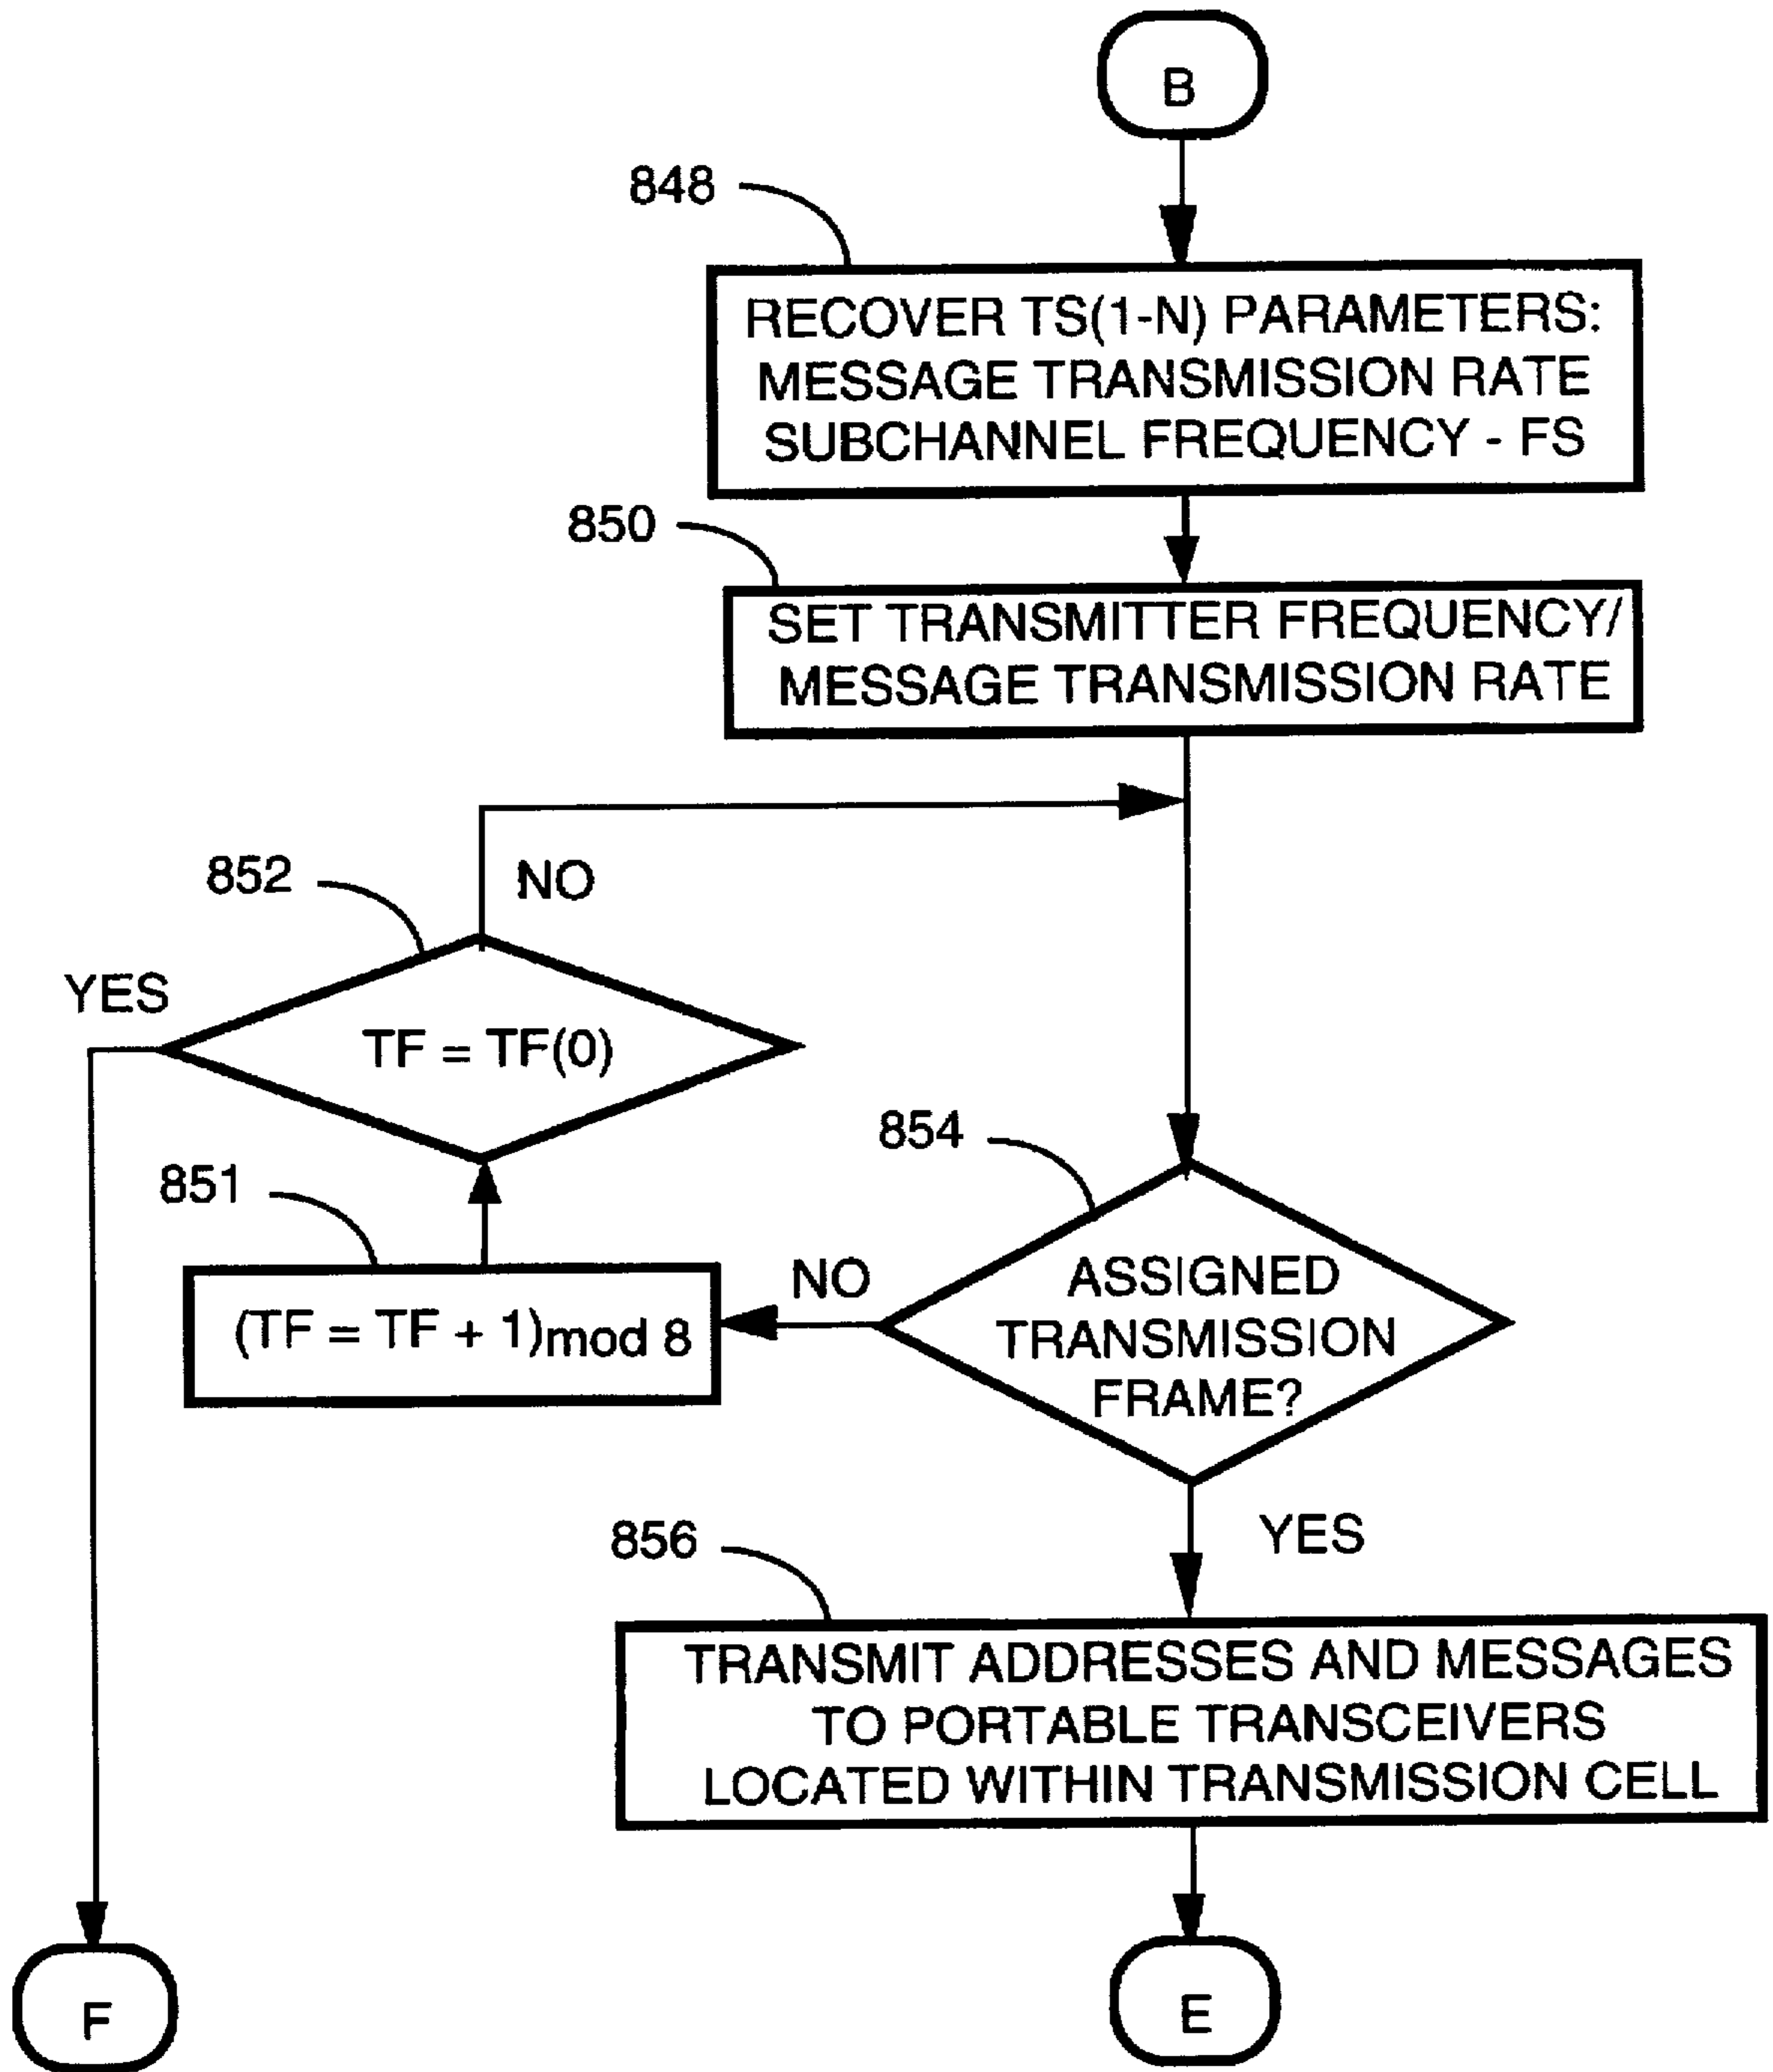 B
848
RECOVER TS(1-N) PARAMETERS:
MESSAGE TRANSMISSION RATE
SUBCHANNEL FREQUENCY - FS
850
SET TRANSMITTER FREQUENCY/
MESSAGE TRANSMISSION RATE
852
NO
YES
TF = TF(0)
854
851
NO
(TF = TF + 1)mod 8
ASSIGNED
TRANSMISSION
FRAME?
YES
856
TRANSMIT ADDRESSES AND MESSAGES
TO PORTABLE TRANSCEIVERS
LOCATED WITHIN TRANSMISSION CELL
F
E